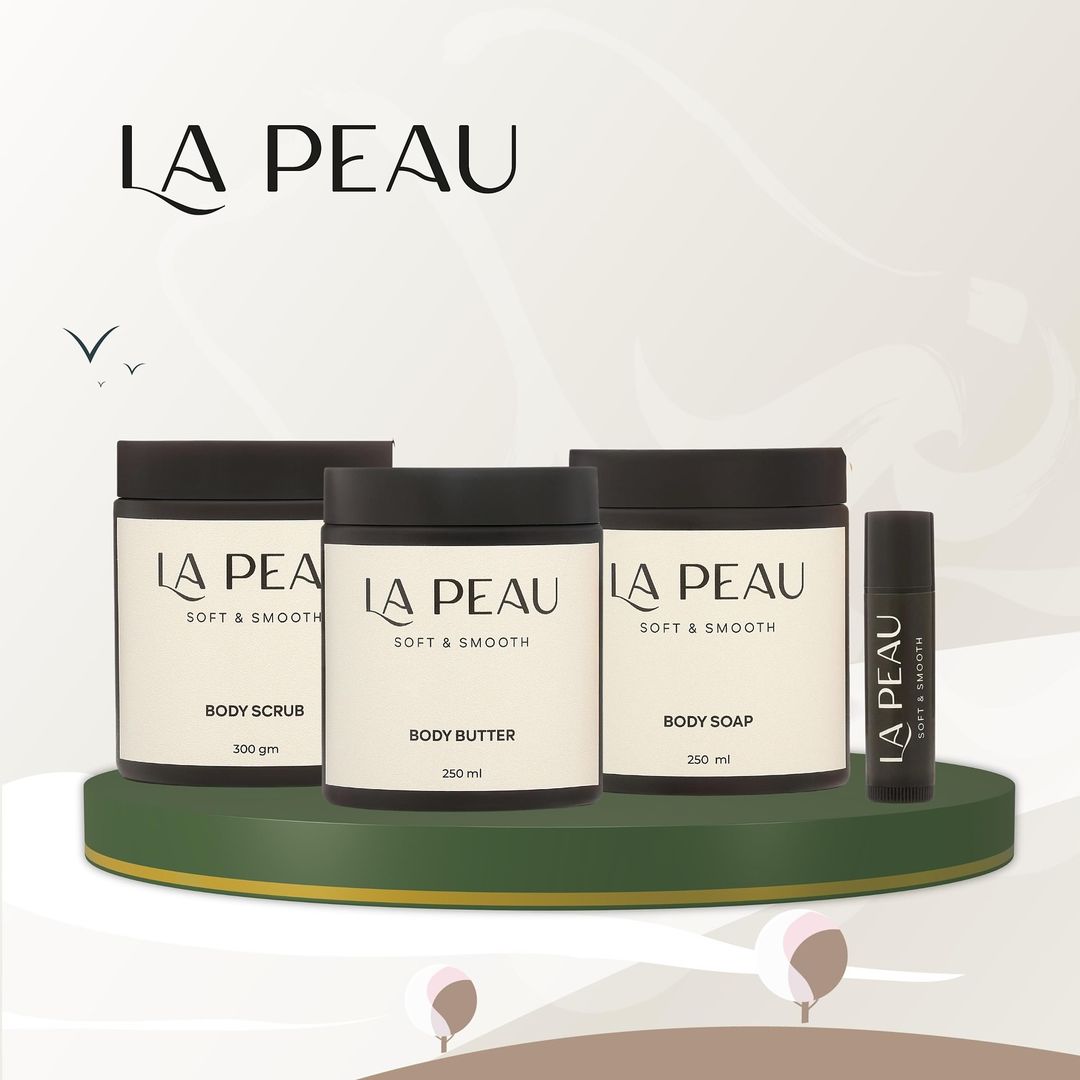 LA PEAU
LA PEA
SOFT & SMOOTH
BODY SCRUB
300 gm
LA PEAU
SOFT & SMOOTH
BODY BUTTER
250 ml
LA PEAU
SOFT & SMOOTH
BODY SOAP
250 ml
LA PEAU
SOFT & SMOOTH